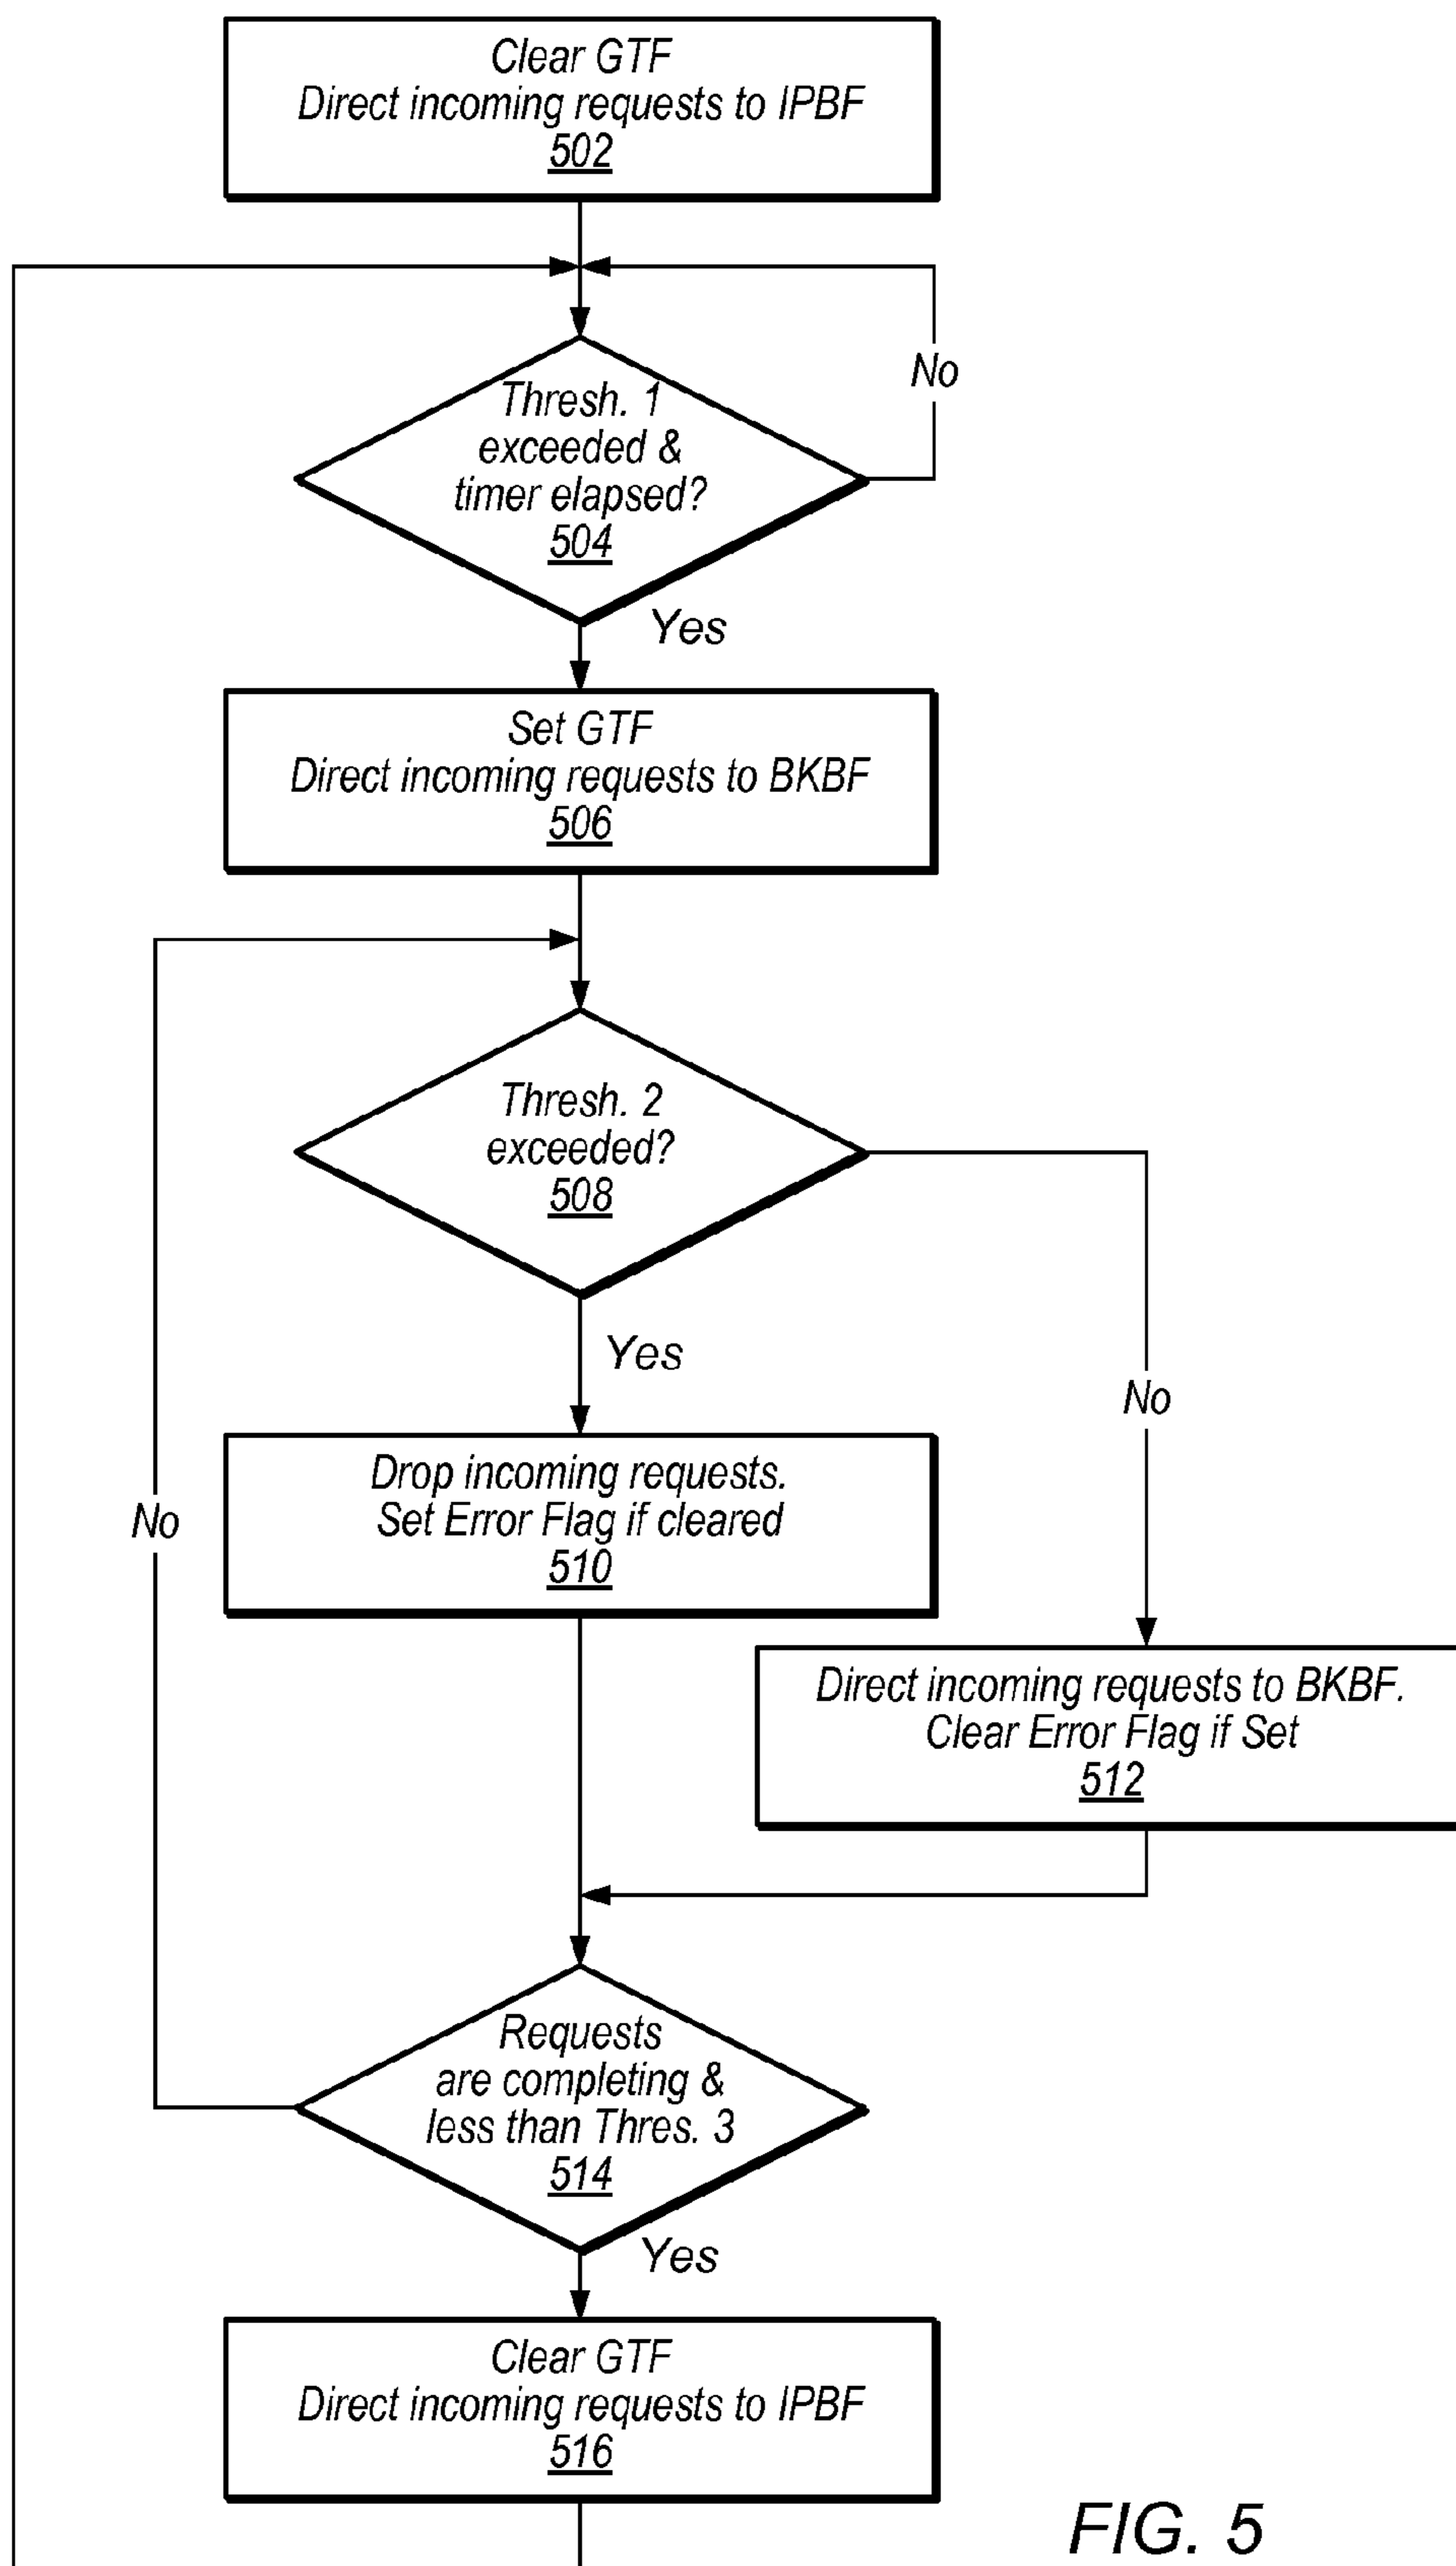 Clear GTF
Direct incoming requests to IPBF
502
Thresh. 1
exceeded &
timer elapsed?
504
No
Yes
Set GTF
Direct incoming requests to BKBF
506
Thresh. 2
exceeded?
508
Yes
No
Drop incoming requests.
Set Error Flag if cleared
510
No
Direct incoming requests to BKBF.
Clear Error Flag if Set
512
Requests
are completing &
less than Thres. 3
514
Yes
Clear GTF
Direct incoming requests to IPBF
516
FIG. 5